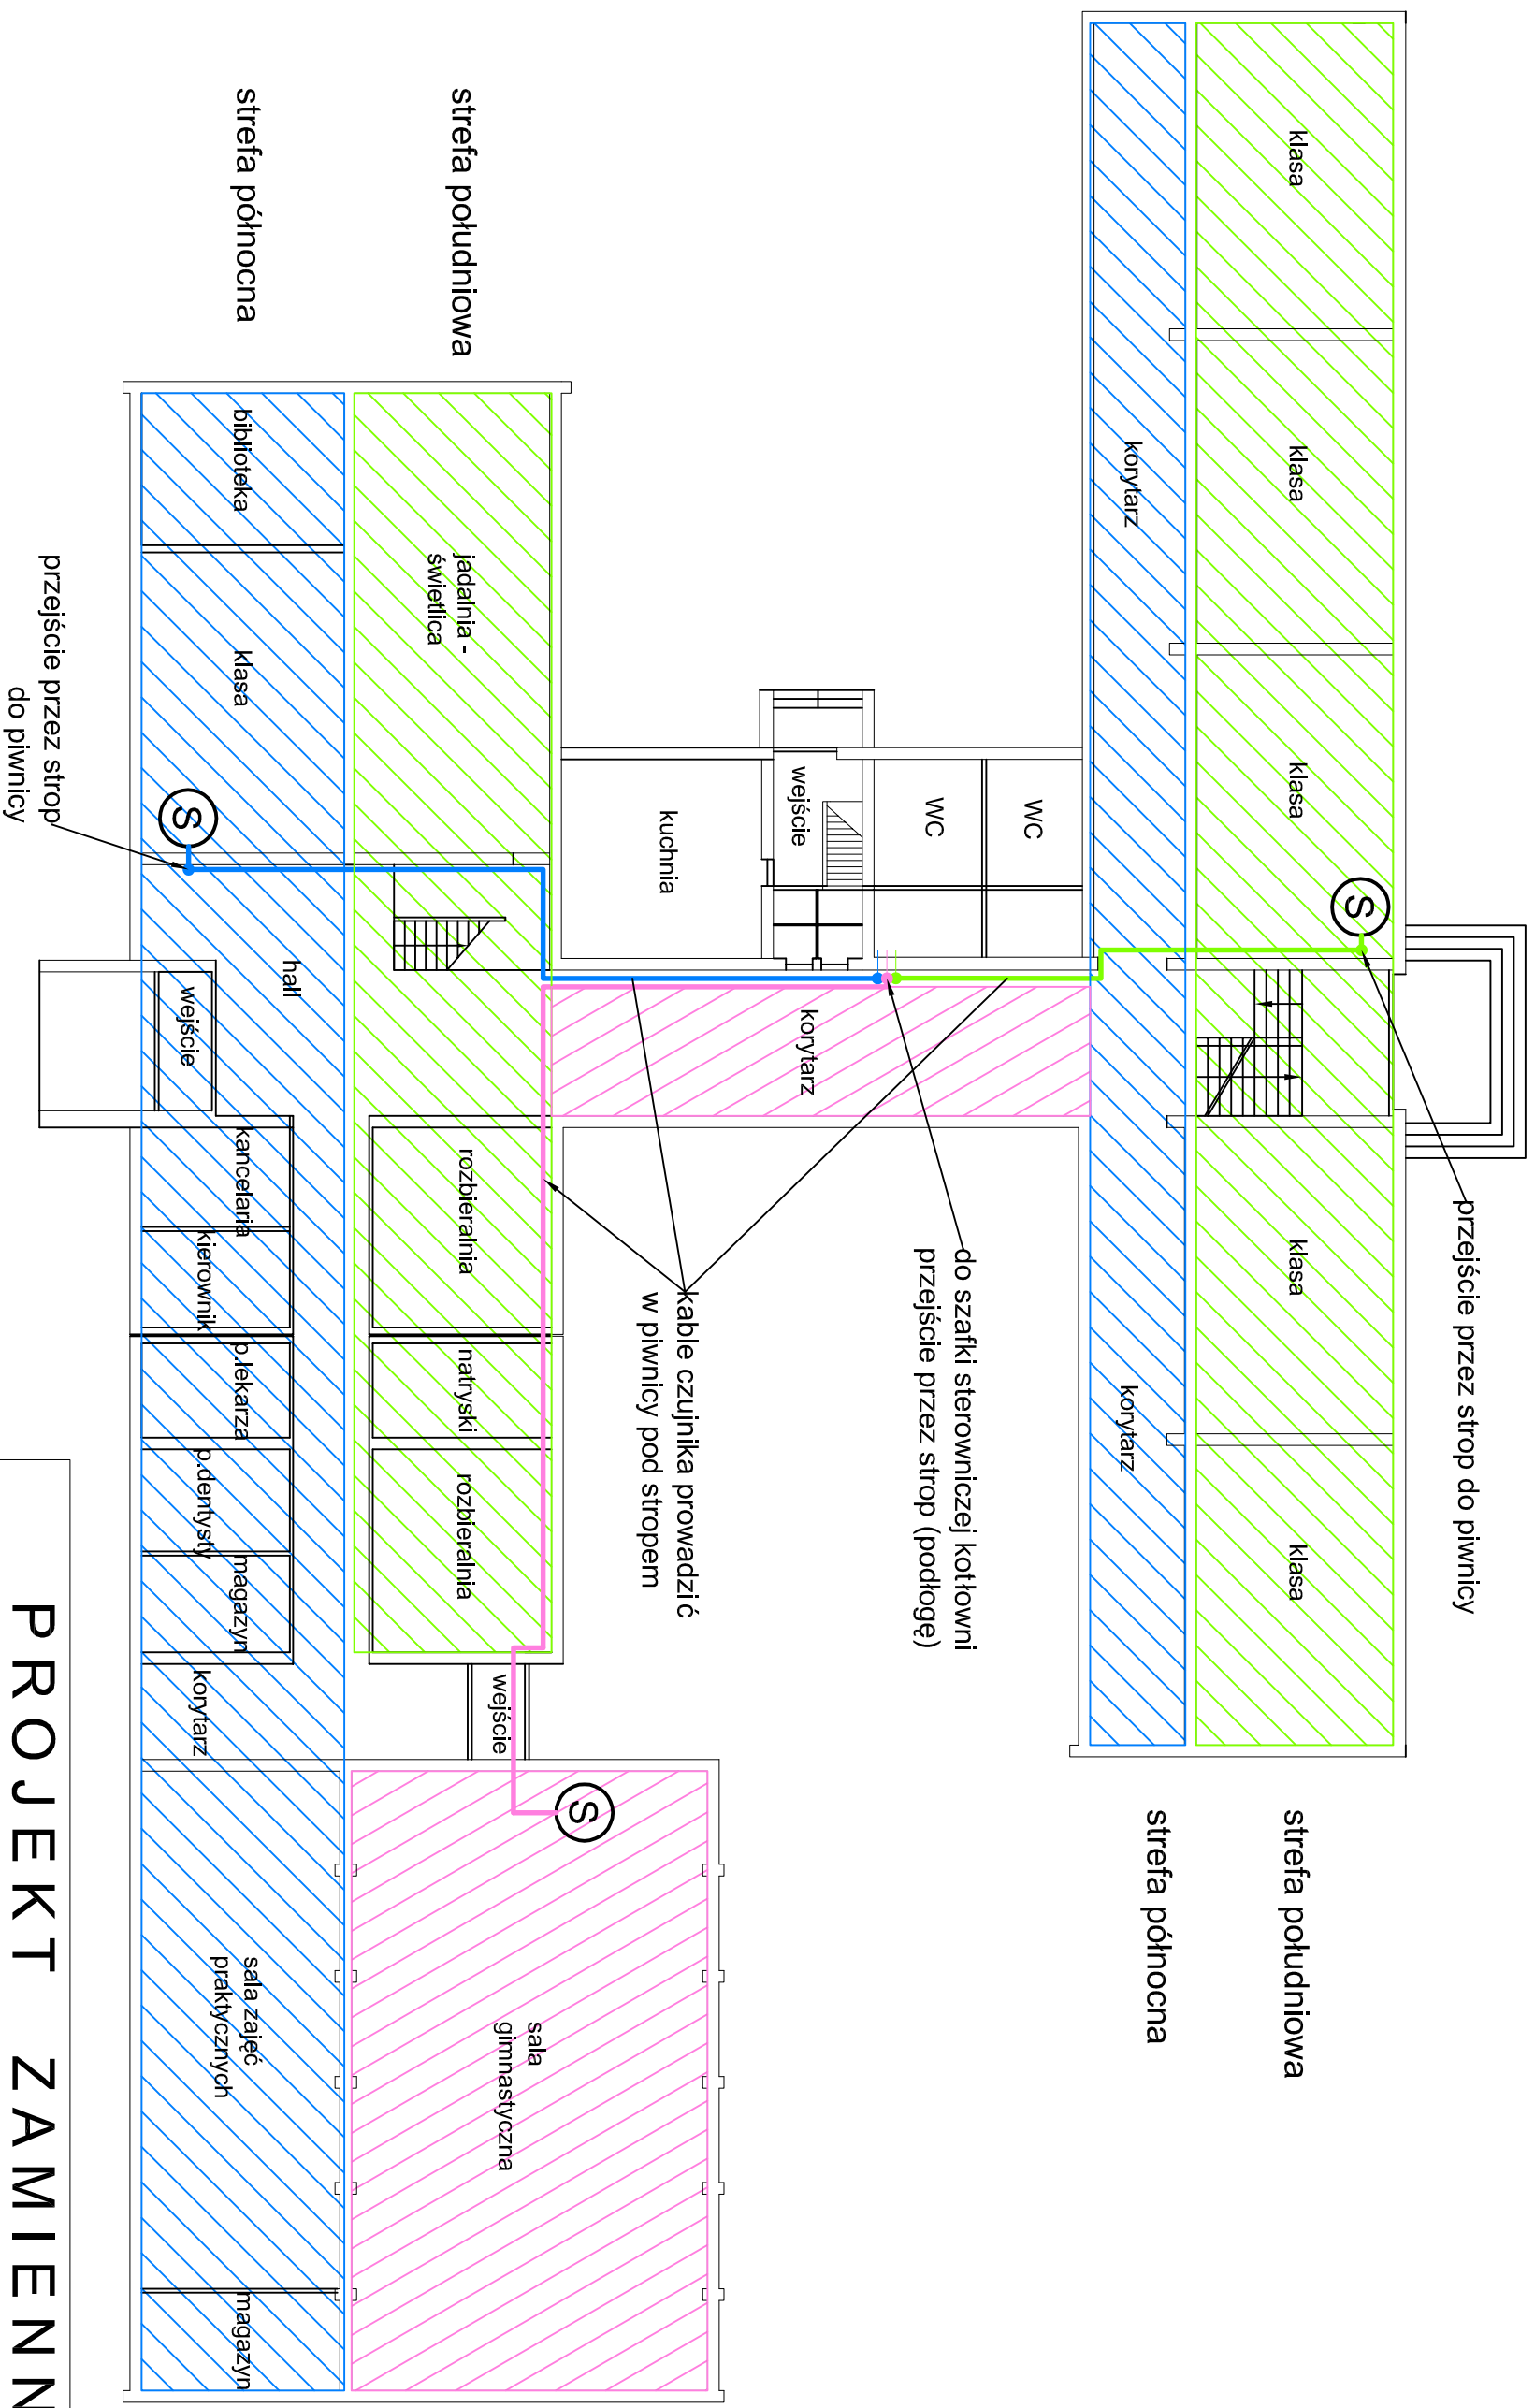 przejście przez strop do piwnicy
strefa południowa
strefa północna
klasa
klasa
klasa
S
klasa
klasa
korytarz
korytarz
WC
WC
wejście
kuchnia
korytarz
do szafki sterowniczej kotłowni
przejście przez strop (podłogę)
kable czujnika prowadzić
w piwnicy pod stropem
strefa południowa
strefa północna
jadalnia -
świetlica
rozbieralnia
natryski
rozbieralnia
wejście
S
sala
gimnastyczna
biblioteka
klasa
S
hall
wejście
kancelaria
kierownik
p.lekarza
p.dentysty
magazyn
korytarz
sala zajęć
praktycznych
magazyn
przejście przez strop
do piwnicy
PROJEKT ZAMIENN